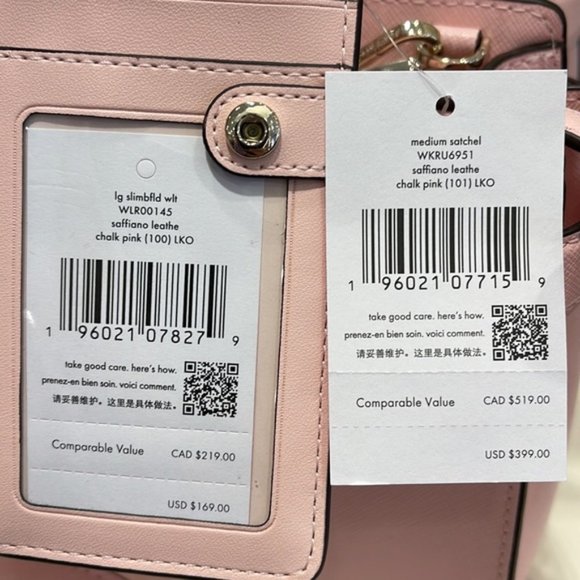 lg slimbfld wlt
WLR00145
saffiano leathe
chalk pink (100) LKO
1 96021 07827 9
take good care. here's how.
prenez-en bien soin. voici comment.
请妥善维护。这里是具体做法。
Comparable Value CAD $219.00
USD $169.00
medium satchel
WKRU6951
saffiano leathe
chalk pink (101) LKO
1 96021 07715 9
take good care. here's how.
prenez-en bien soin. voici comment.
请妥善维护。这里是具体做法。
Comparable Value CAD $519.00
USD $399.00